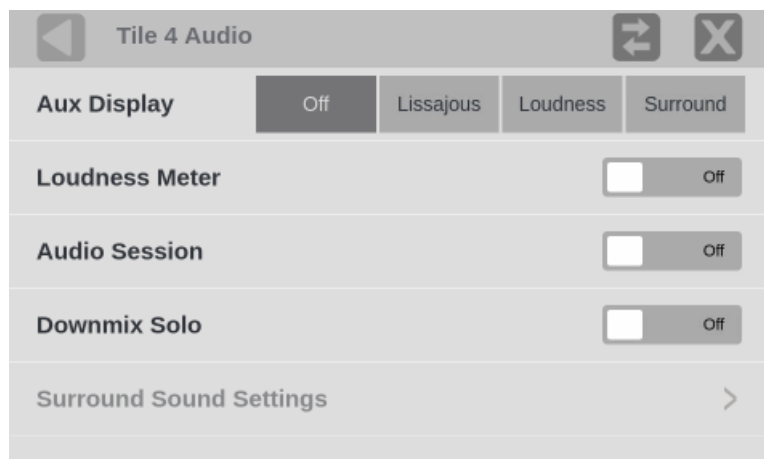 Tile 4 Audio
Aux Display Off Lissajous Loudness Surround
Loudness Meter Off
Audio Session Off
Downmix Solo Off
Surround Sound Settings